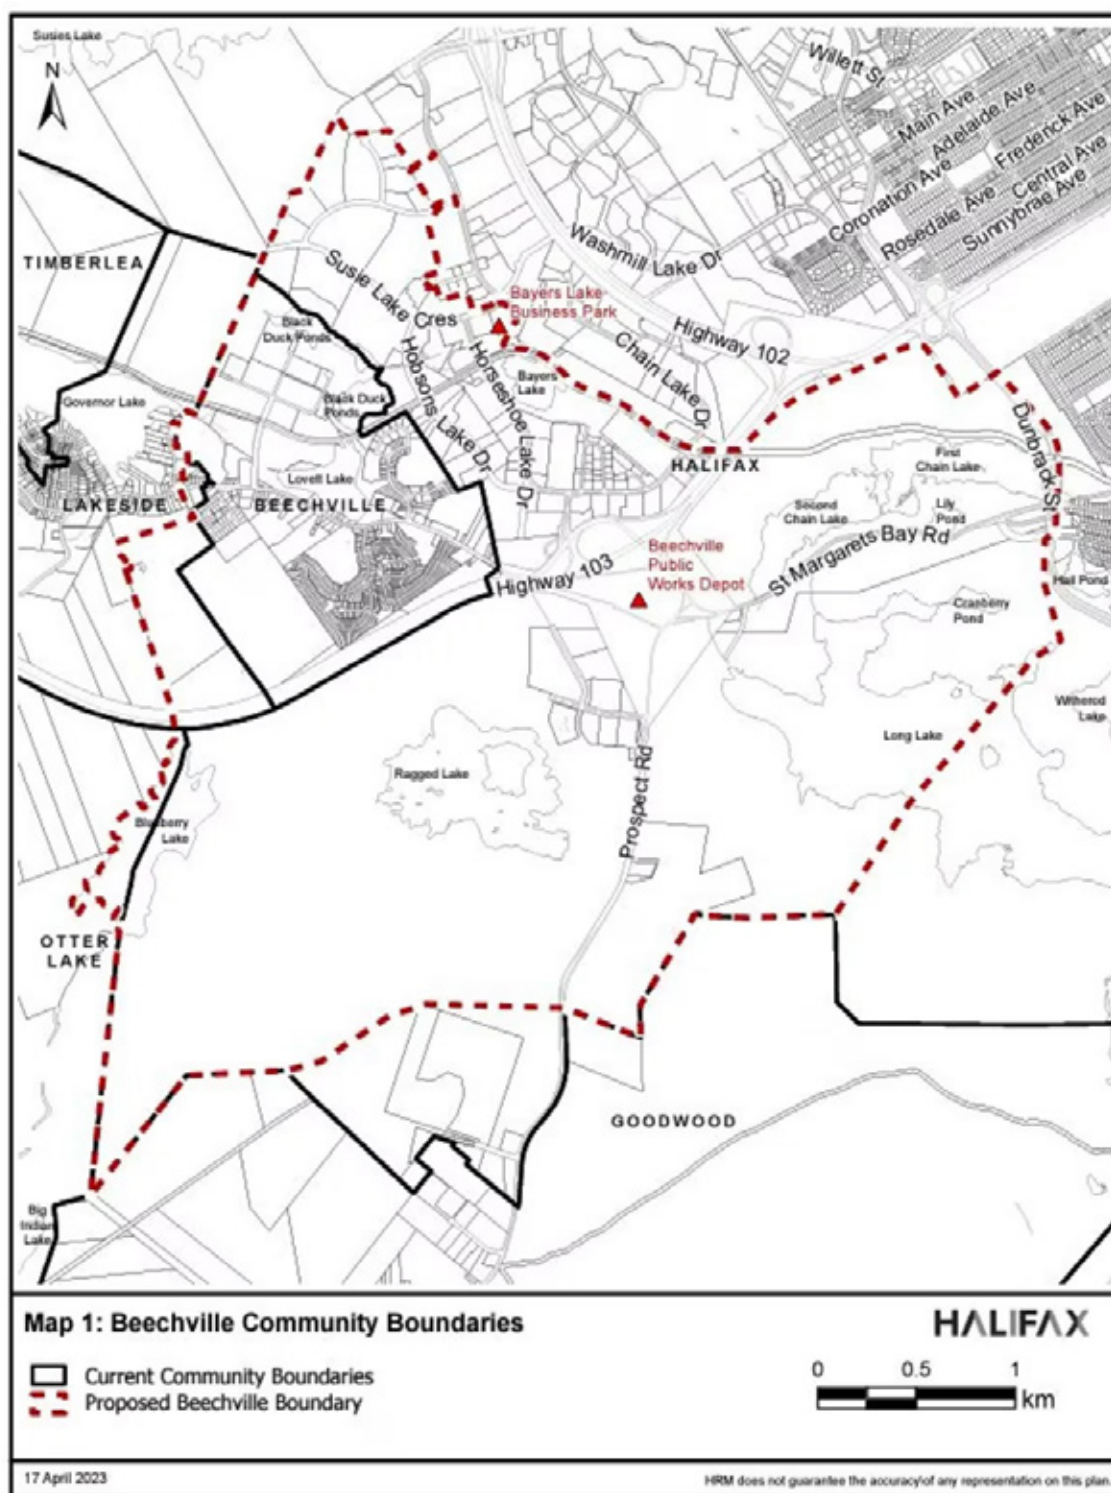 Susies Lake
N
Willett St
Main Ave
Adelaide Ave
Frederick Ave
Central Ave
Sunnybrae Ave
Rosedale Ave
Coronation Ave
TIMBERLEA
Washmill Lake Dr
Susie Lake
Cres
Bayers Lake
Business Park
Highway 102
Black
Duck Ponds
Hobsons Lake Dr
Horseshoe Lake Dr
Chain Lake Dr
Bayers
Lake
Governor Lake
Black Duck
Ponds
Dunbrack St
HALIFAX
First
Chain Lake
Lovell Lake
LAKESIDE
BEECHVILLE
Second
Chain Lake
Lily
Pond
St Margarets Bay Rd
Beechville
Public
Works Depot
Highway 103
Hail Pond
Cranberry
Pond
Witherod
Lake
Long Lake
Ragged Lake
Prospect Rd
Blueberry
Lake
OTTER
LAKE
GOODWOOD
Big
Indian
Lake
Map 1: Beechville Community Boundaries
HALIFAX
Current Community Boundaries
Proposed Beechville Boundary
0 0.5 1
km
17 April 2023
HRM does not guarantee the accuracy of any representation on this plan.